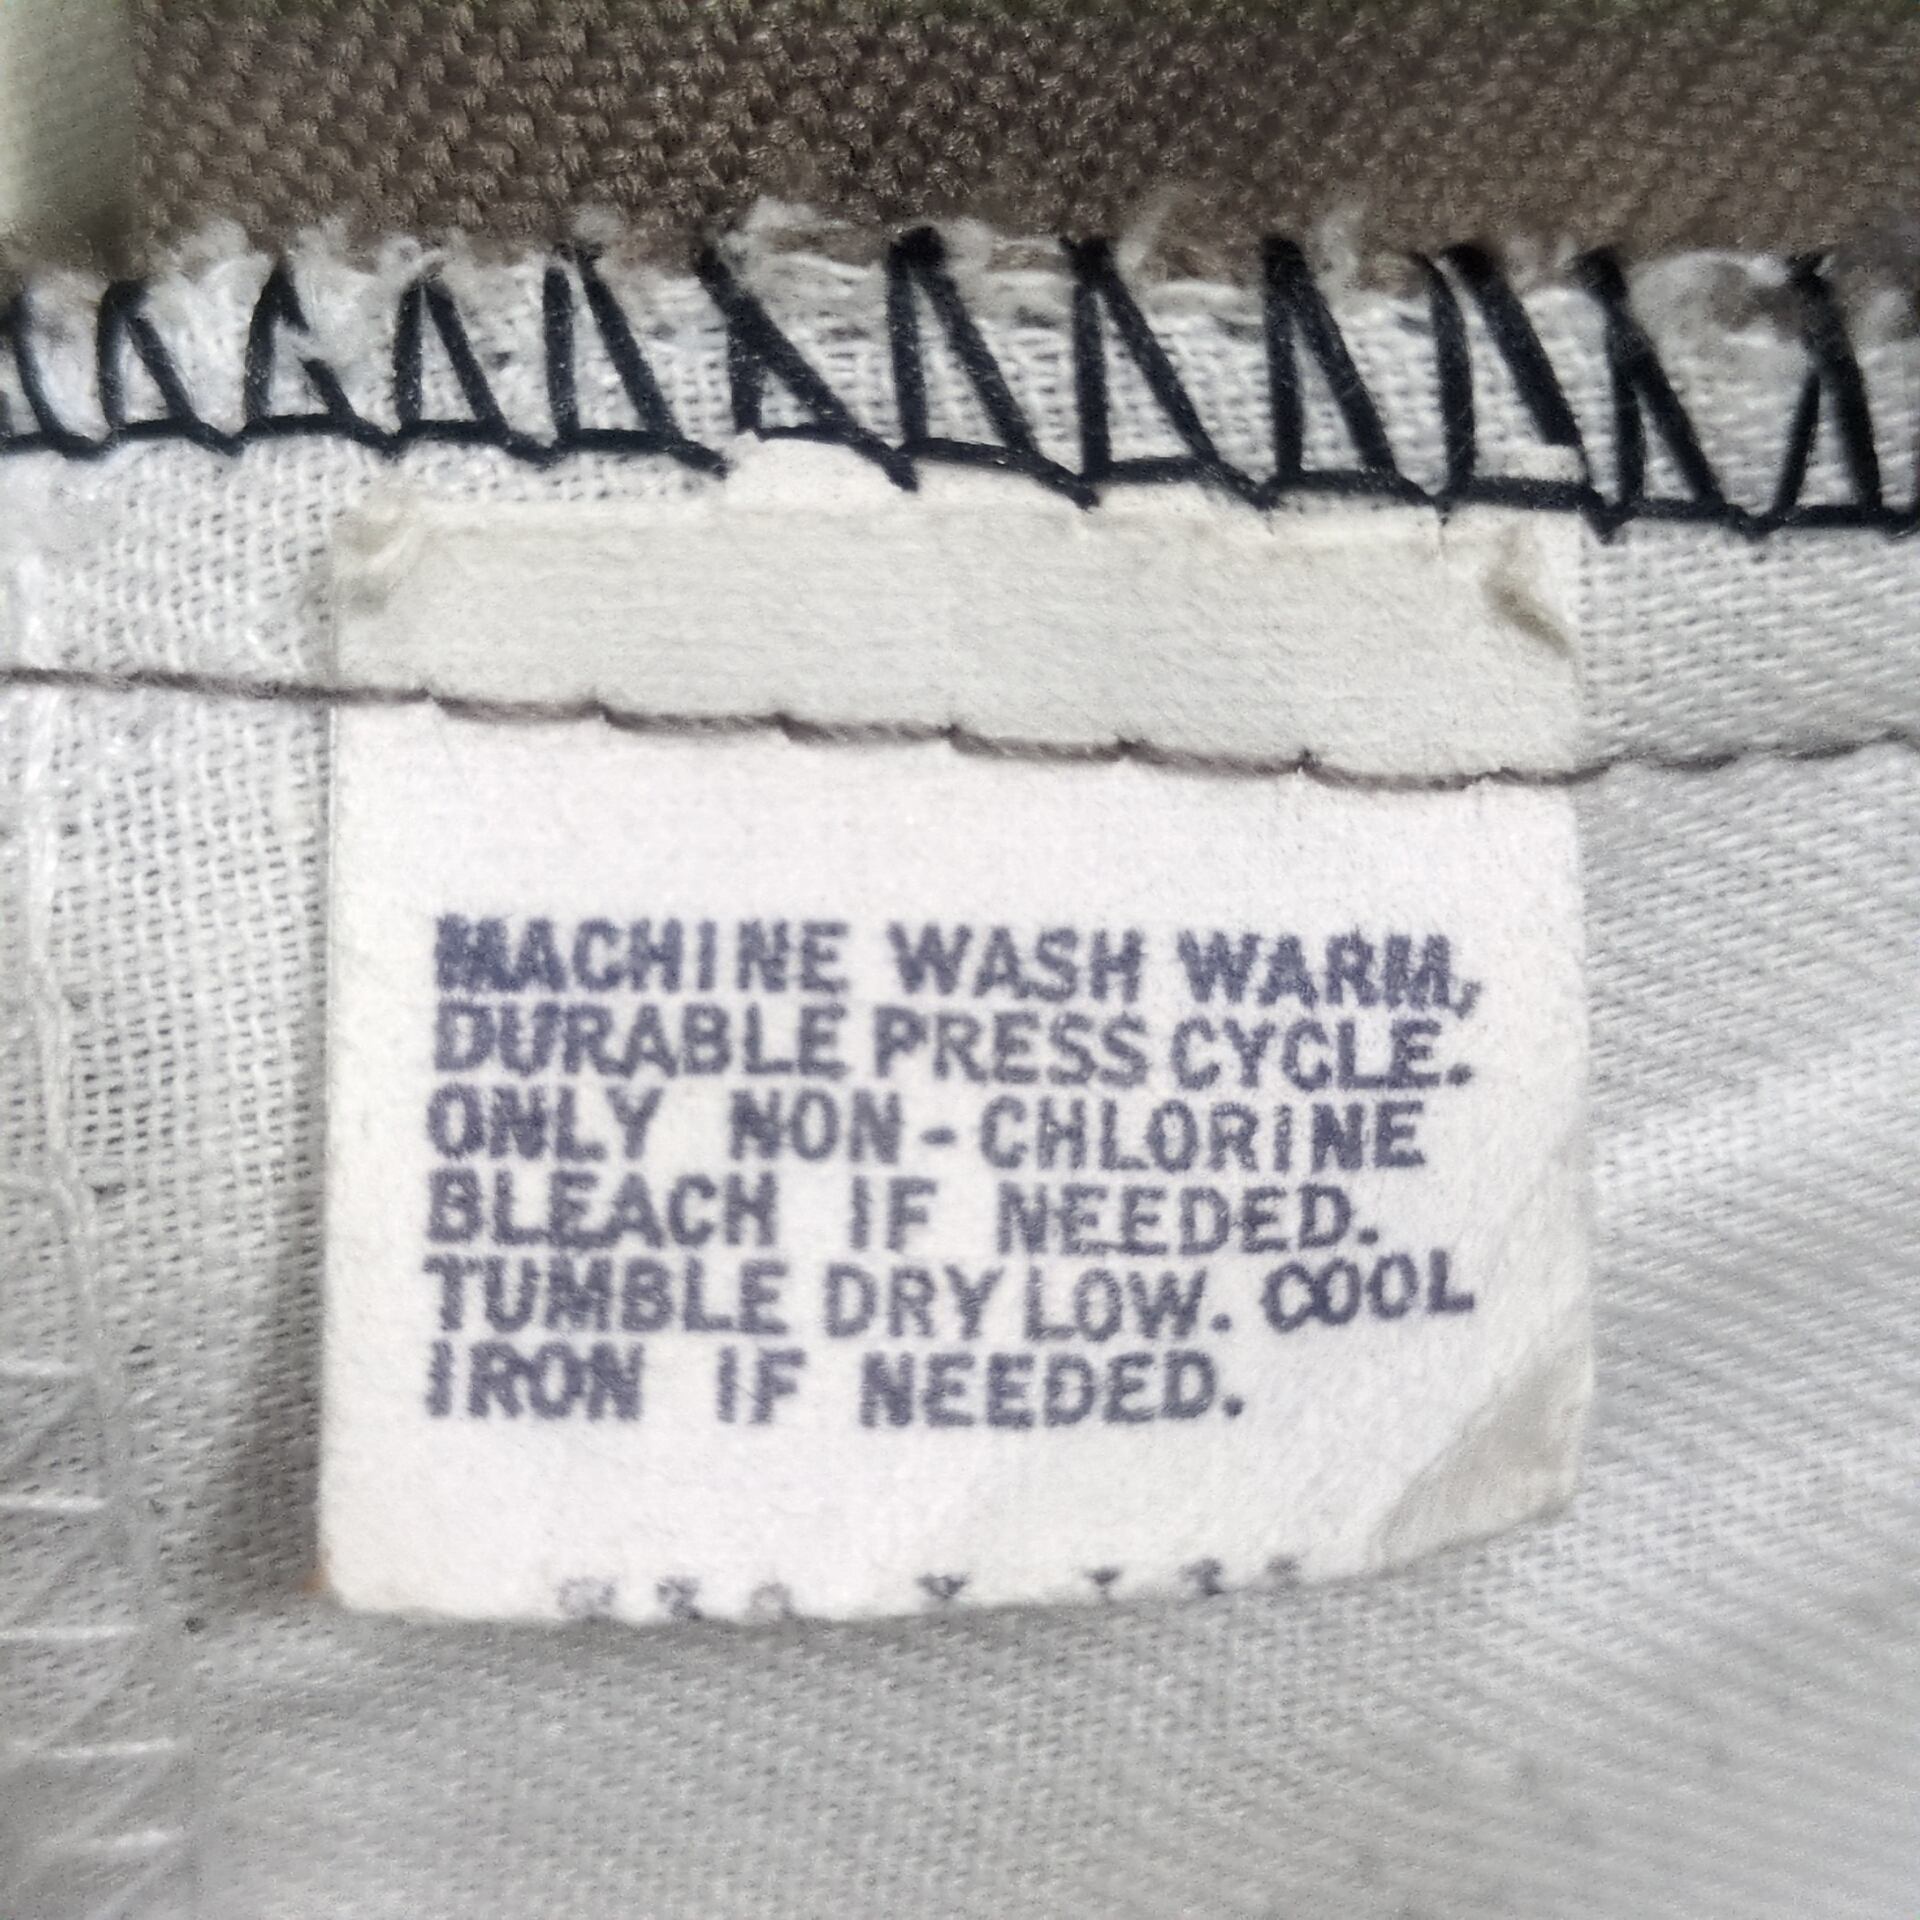 MACHINE WASH WARM,
DURABLE PRESS CYCLE.
ONLY NON-CHLORINE
BLEACH IF NEEDED.
TUMBLE DRY LOW. COOL
IRON IF NEEDED.